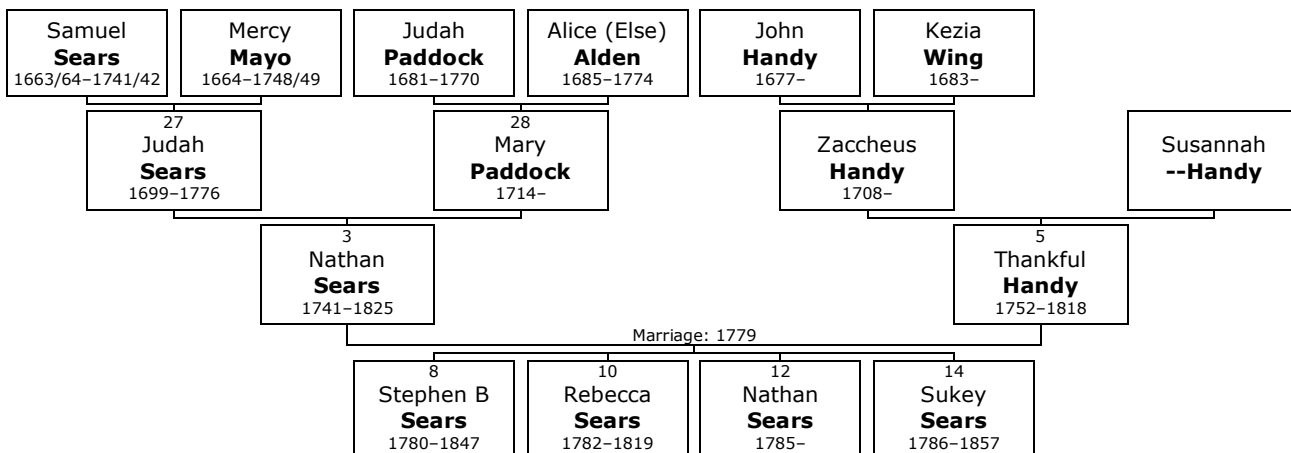 Samuel
Sears
1663/64–1741/42
Mercy
Mayo
1664–1748/49
Judah
Paddock
1681–1770
Alice (Else)
Alden
1685–1774
John
Handy
1677–
Kezia
Wing
1683–
27
Judah
Sears
1699–1776
28
Mary
Paddock
1714–
Zaccheus
Handy
1708–
Susannah
--Handy
3
Nathan
Sears
1741–1825
5
Thankful
Handy
1752–1818
Marriage: 1779
8
Stephen B
Sears
1780–1847
10
Rebecca
Sears
1782–1819
12
Nathan
Sears
1785–
14
Sukey
Sears
1786–1857